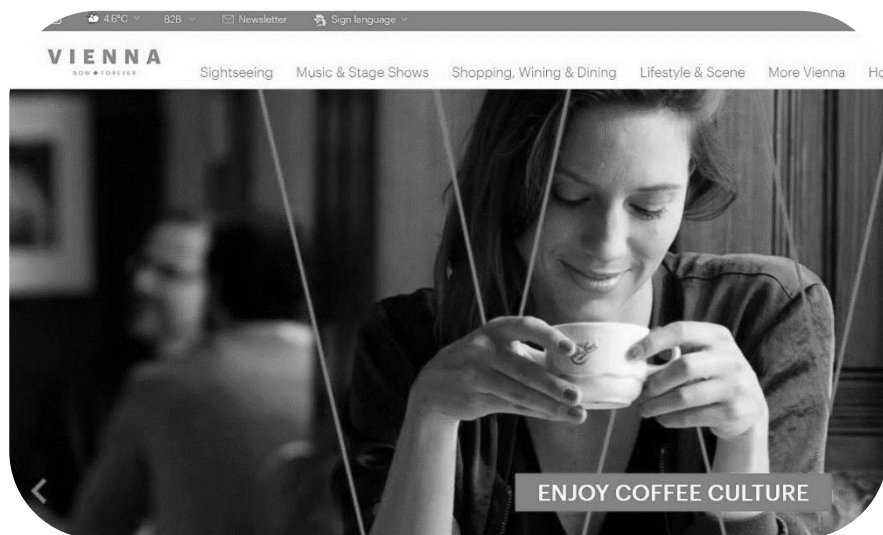 4.6°C B2B Newsletter Sign language
VIENNA
NOW ◆ FOREVER
Sightseeing Music & Stage Shows Shopping, Wining & Dining Lifestyle & Scene More Vienna
ENJOY COFFEE CULTURE